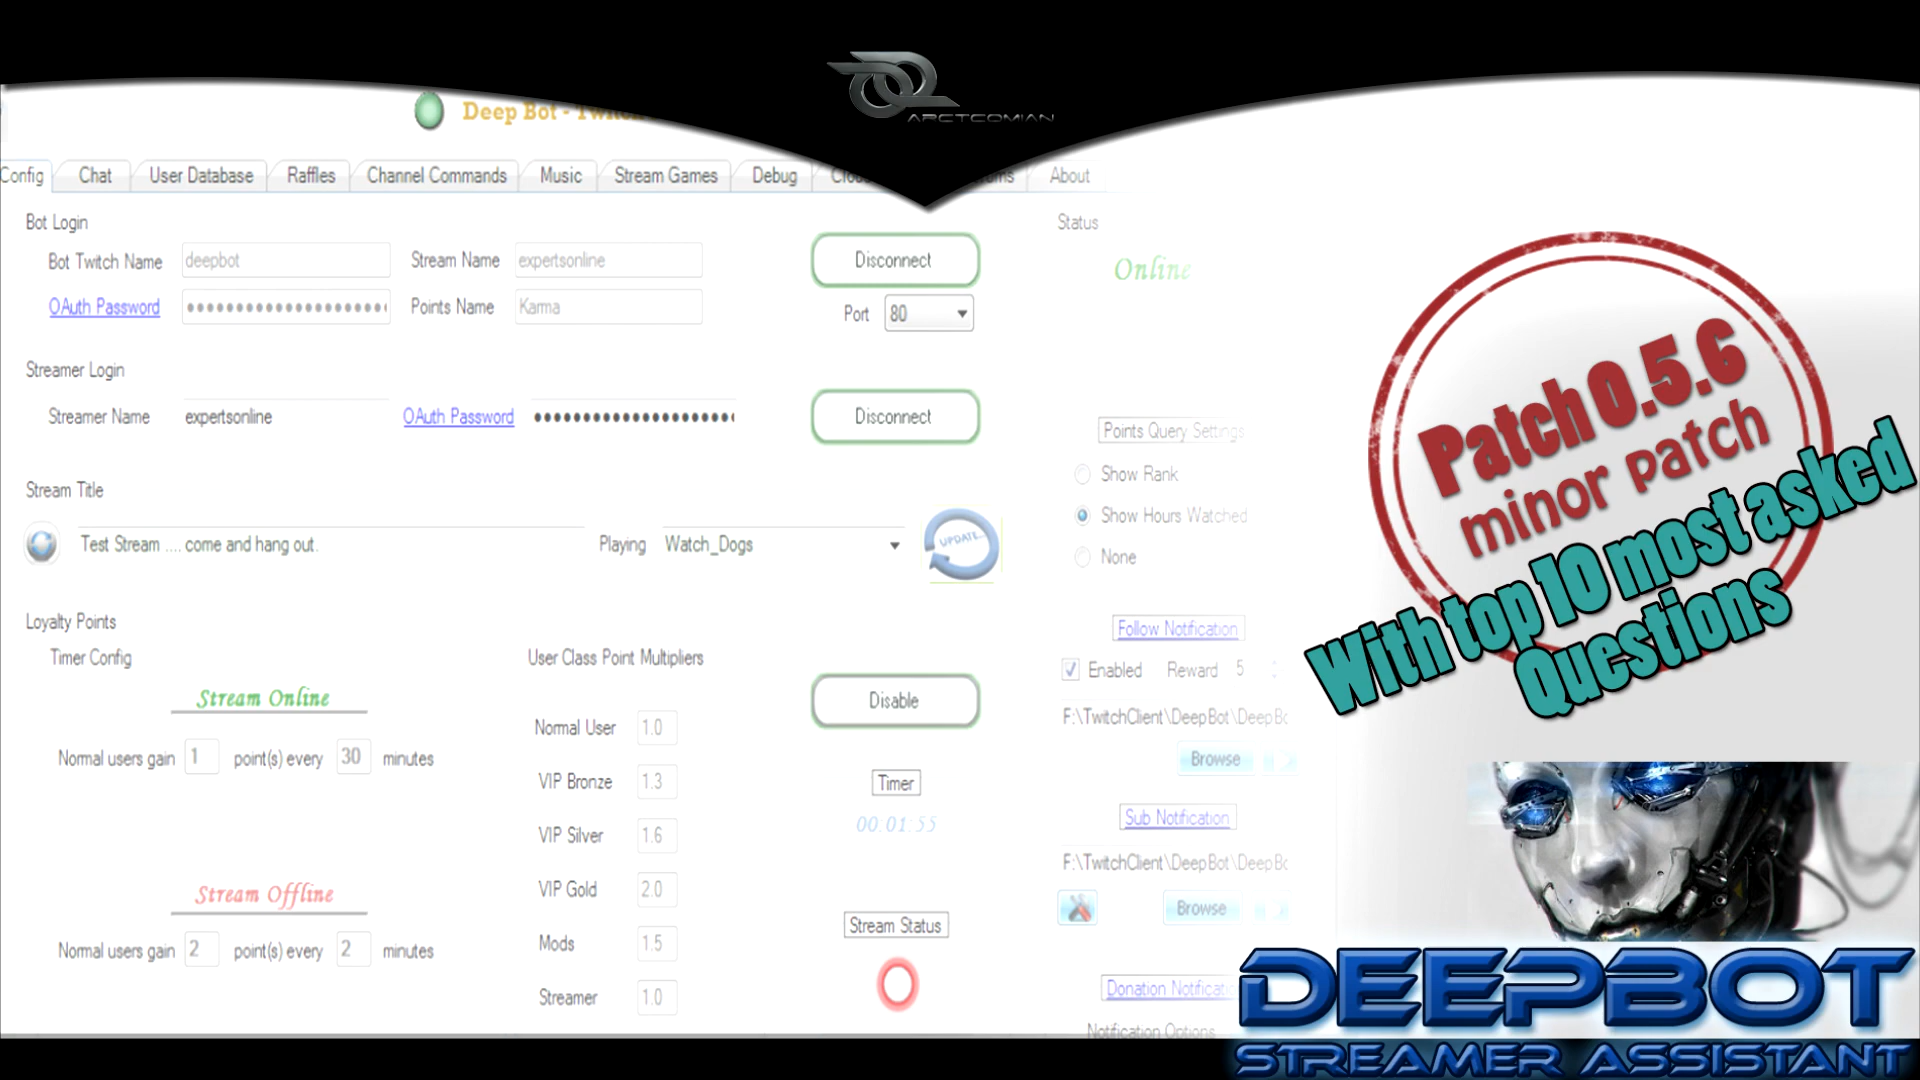 ARCTCOMIAN
Deep Bot - Twitch
Config Chat User Database Raffles Channel Commands Music Stream Games Debug About
Bot Login
Bot Twitch Name deepbot Stream Name expertsonline Disconnect
OAuth Password Points Name Karma Port 80
Streamer Login
Streamer Name expertsonline OAuth Password Disconnect
Stream Title
Test Stream .... come and hang out. Playing Watch_Dogs UPDATE...
Loyalty Points
Timer Config
Stream Online
Normal users gain 1 point(s) every 30 minutes
Stream Offline
Normal users gain 2 point(s) every 2 minutes
User Class Point Multipliers
Normal User 1.0
VIP Bronze 1.3
VIP Silver 1.6
VIP Gold 2.0
Mods 1.5
Streamer 1.0
Disable
Timer
00:01:55
Stream Status
Status
Online
Points Query Settings
Show Rank
Show Hours Watched
None
Follow Notification
Enabled Reward 5
F:\TwitchClient\DeepBot\DeepBo
Browse
Sub Notification
F:\TwitchClient\DeepBot\DeepBo
Browse
Donation Notificati
Notification Options
Patch 0.5.6
minor patch
With top 10 most asked
Questions
DEEPBOT
STREAMER ASSISTANT